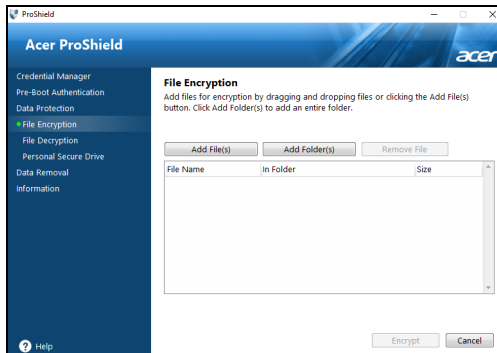 ProShield
Acer ProShield
acer
Credential Manager
Pre-Boot Authentication
Data Protection
File Encryption
File Decryption
Personal Secure Drive
Data Removal
Information
Help
File Encryption
Add files for encryption by dragging and dropping files or clicking the Add File(s)
button. Click Add Folder(s) to add an entire folder.
Add File(s) Add Folder(s) Remove File
File Name In Folder Size
Encrypt Cancel